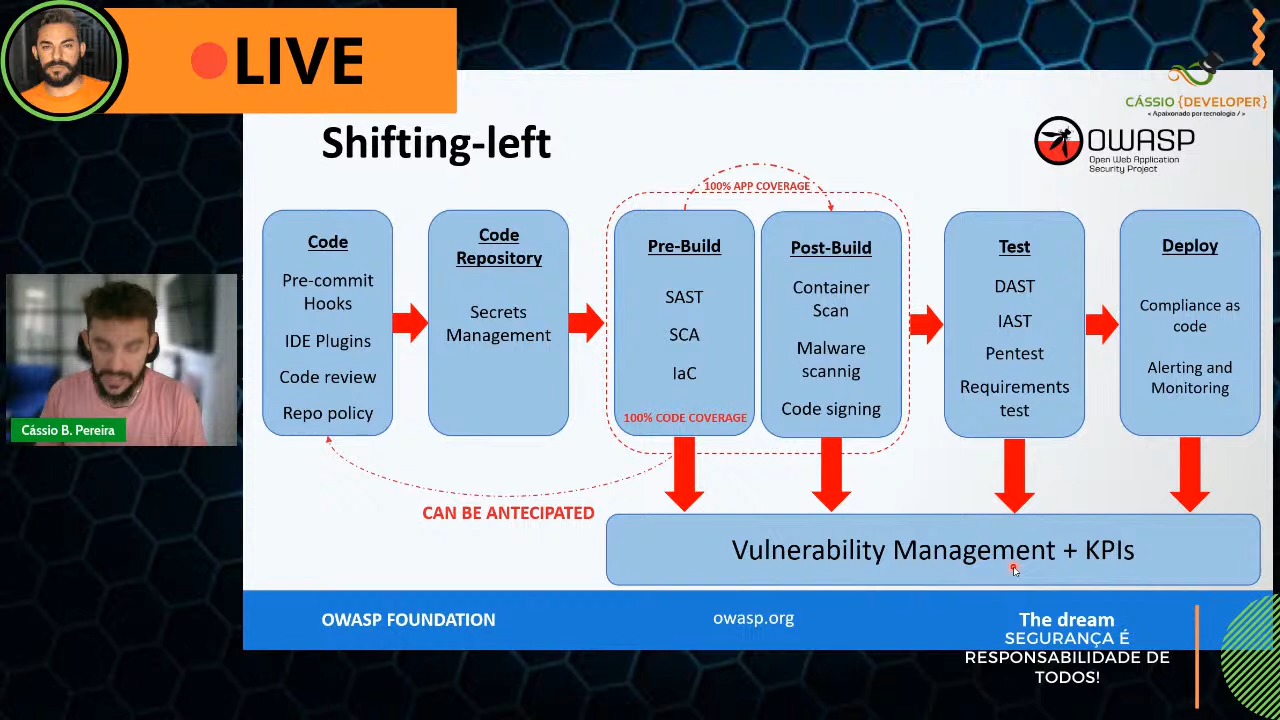 LIVE
CÁSSIO {DEVELOPER}
< Apaixonado por tecnologia / >
Shifting-left
OWASP
Open Web Application
Security Project
100% APP COVERAGE
Code
Pre-commit
Hooks
IDE Plugins
Code review
Repo policy
Code
Repository
Secrets
Management
Pre-Build
SAST
SCA
IaC
100% CODE COVERAGE
Post-Build
Container
Scan
Malware
scannig
Code signing
Test
DAST
IAST
Pentest
Requirements
test
Deploy
Compliance as
code
Alerting and
Monitoring
Cássio B. Pereira
CAN BE ANTECIPATED
Vulnerability Management + KPIs
OWASP FOUNDATION
owasp.org
The dream
SEGURANÇA É
RESPONSABILIDADE DE
TODOS!